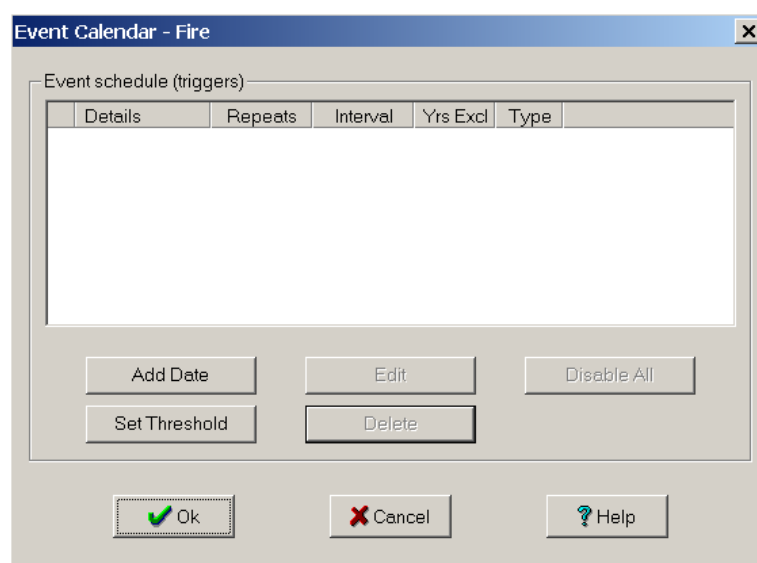 Event Calendar - Fire
Event schedule (triggers)
Details Repeats Interval Yrs Excl Type
Add Date Edit Disable All
Set Threshold Delete
Ok Cancel Help